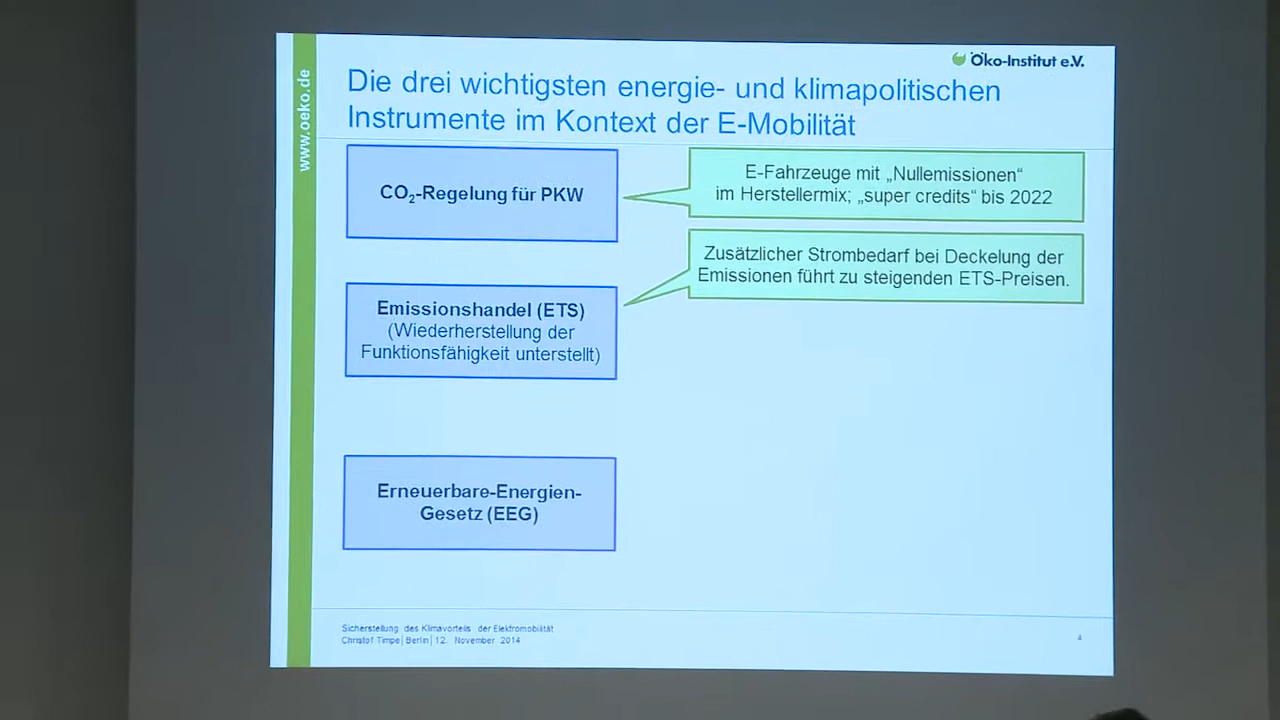 Öko-Institut e.V.
www.oeko.de
Die drei wichtigsten energie- und klimapolitischen
Instrumente im Kontext der E-Mobilität
CO₂-Regelung für PKW
E-Fahrzeuge mit „Nullemissionen“
im Herstellermix; „super credits“ bis 2022
Zusätzlicher Strombedarf bei Deckelung der
Emissionen führt zu steigenden ETS-Preisen.
Emissionshandel (ETS)
(Wiederherstellung der
Funktionsfähigkeit unterstellt)
Erneuerbare-Energien-
Gesetz (EEG)
Sicherstellung des Klimavorteils der Elektromobilität
Christof Timpe│Berlin│12. November 2014
4